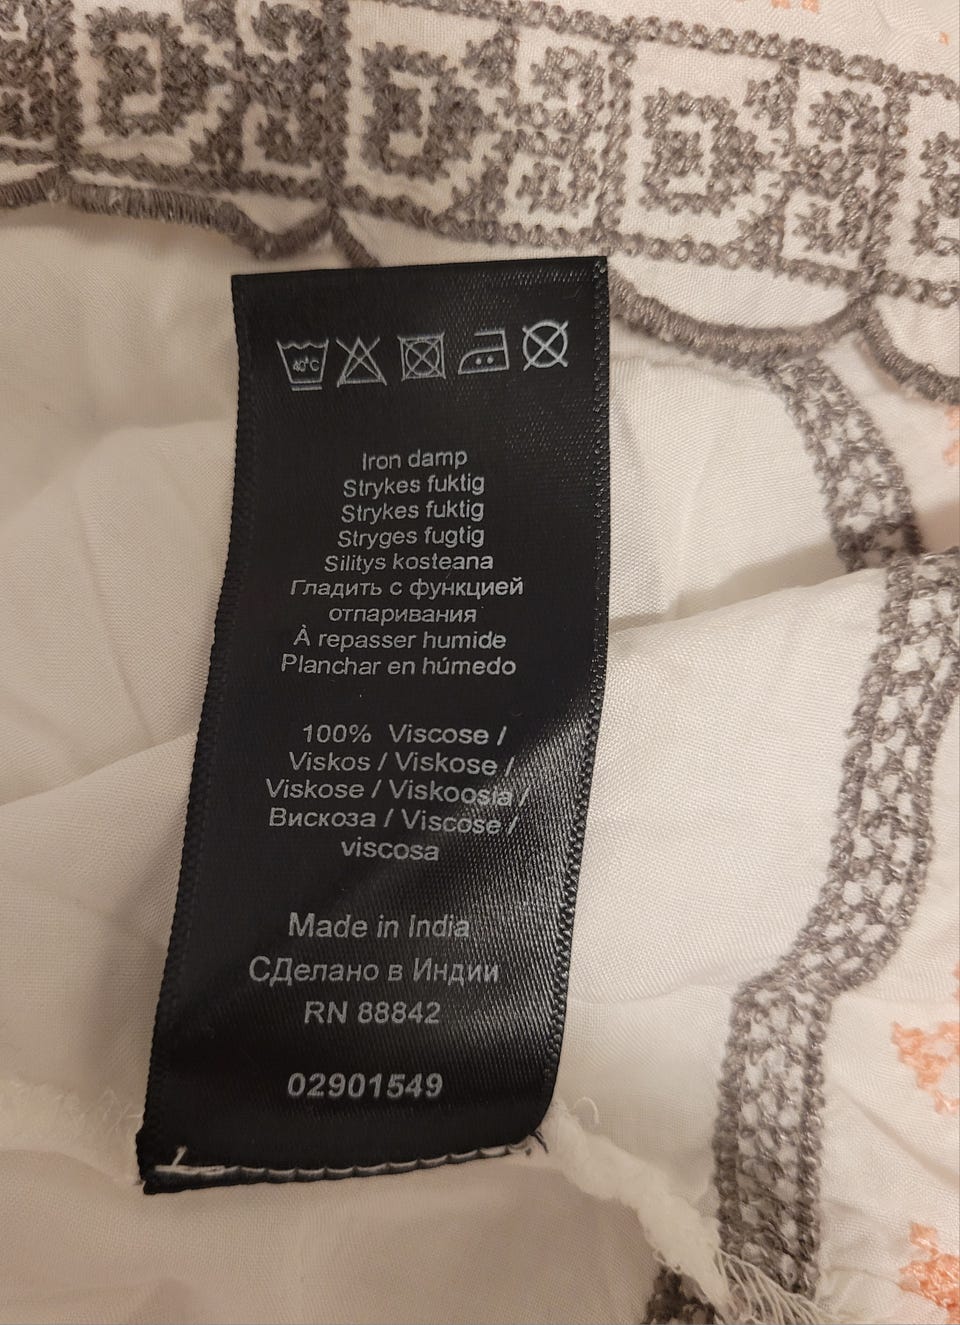 40°C
Iron damp
Strykes fuktig
Strykes fuktig
Stryges fugtig
Silitys kosteana
Гладить с функцией
отпаривания
À repasser humide
Planchar en húmedo
100% Viscose /
Viskos / Viskose /
Viskose / Viskoosia /
Вискоза / Viscose /
viscosa
Made in India
СДелано в Индии
RN 88842
02901549